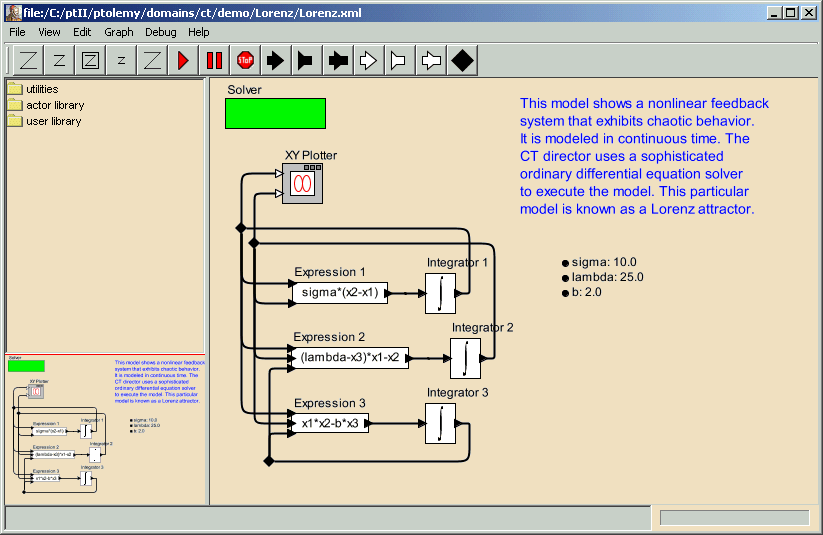 file:/C:/ptII/ptolemy/domains/ct/demo/Lorenz/Lorenz.xml
File View Edit Graph Debug Help
STOP
utilities
actor library
user library
Solver
XY Plotter
This model shows a nonlinear feedback
system that exhibits chaotic behavior.
It is modeled in continuous time. The
CT director uses a sophisticated
ordinary differential equation solver
to execute the model. This particular
model is known as a Lorenz attractor.
sigma: 10.0
lambda: 25.0
b: 2.0
Expression 1
sigma*(x2-x1)
Integrator 1
∫
Expression 2
(lambda-x3)*x1-x2
Integrator 2
∫
Expression 3
x1*x2-b*x3
Integrator 3
∫
Solver
XY Plotter
This model shows a nonlinear feedback
system that exhibits chaotic behavior.
It is modeled in continuous time. The
CT director uses a sophisticated
ordinary differential equation solver
to execute the model. This particular
model is known as a Lorenz attractor.
sigma: 10.0
lambda: 25.0
b: 2.0
Expression 1
sigma*(x2-x1)
Integrator 1
Expression 2
(lambda-x3)*x1-x2
Integrator 2
Expression 3
x1*x2-b*x3
Integrator 3